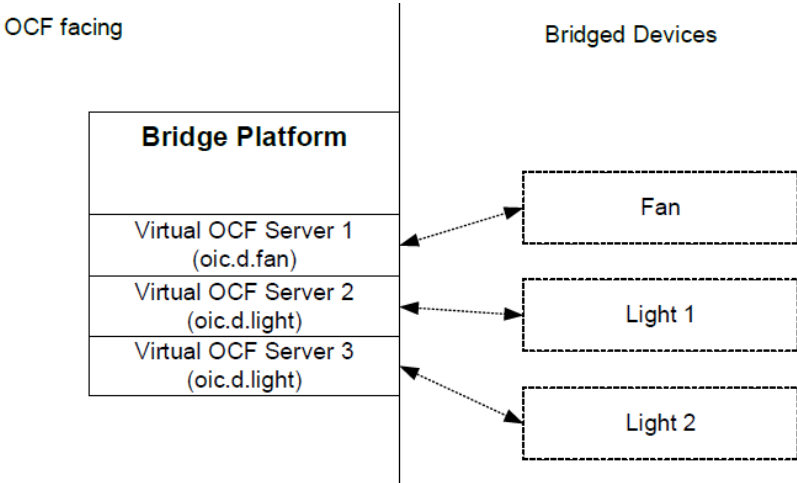 OCF facing
Bridged Devices
Bridge Platform
Virtual OCF Server 1
(oic.d.fan)
Virtual OCF Server 2
(oic.d.light)
Virtual OCF Server 3
(oic.d.light)
Fan
Light 1
Light 2